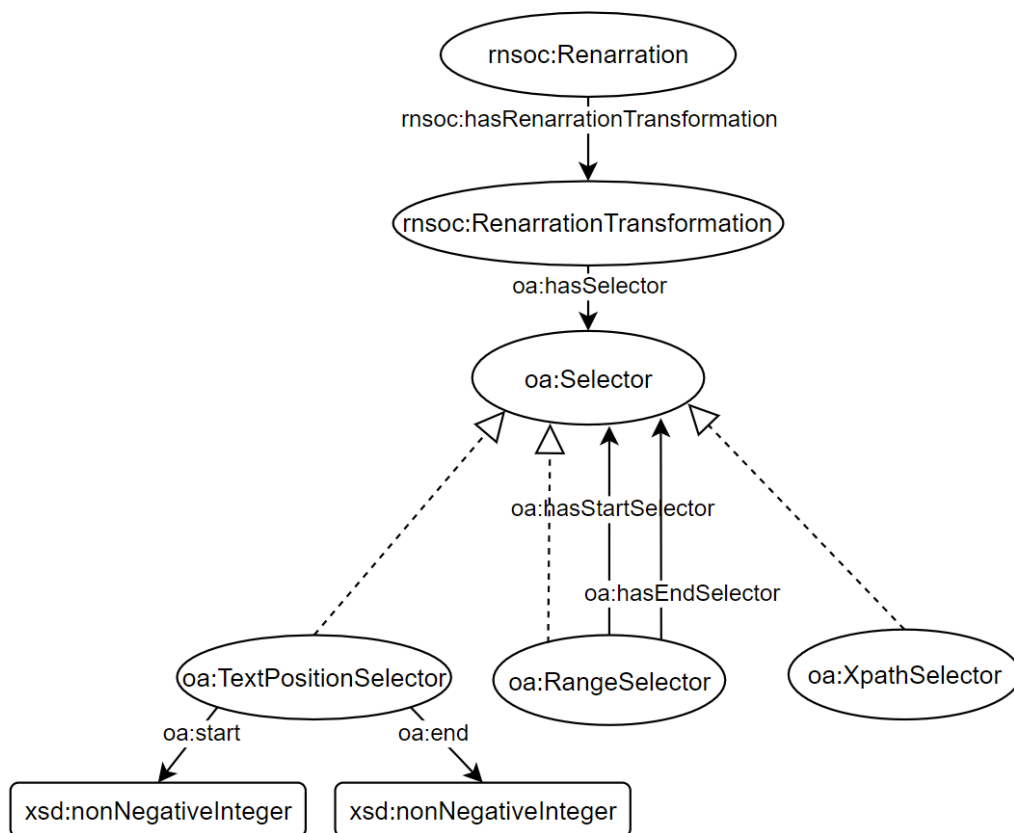 rnsoc:Renarration
rnsoc:hasRenarrationTransformation
rnsoc:RenarrationTransformation
oa:hasSelector
oa:Selector
oa:hasStartSelector
oa:hasEndSelector
oa:TextPositionSelector
oa:RangeSelector
oa:XpathSelector
oa:start
oa:end
xsd:nonNegativeInteger
xsd:nonNegativeInteger